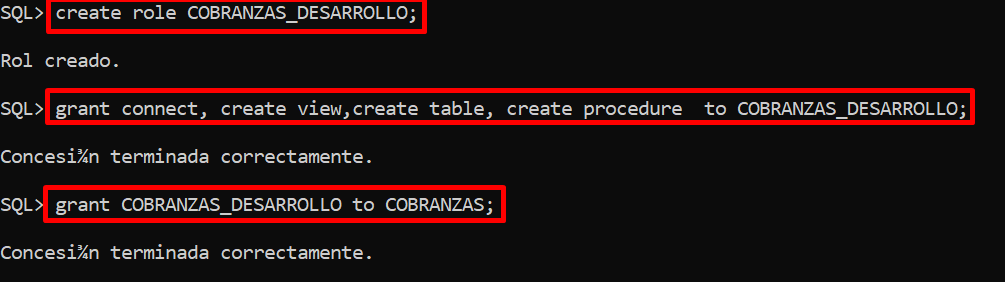 SQL> create role COBRANZAS_DESARROLLO;
Rol creado.
SQL> grant connect, create view,create table, create procedure  to COBRANZAS_DESARROLLO;
Concesi¾n terminada correctamente.
SQL> grant COBRANZAS_DESARROLLO to COBRANZAS;
Concesi¾n terminada correctamente.